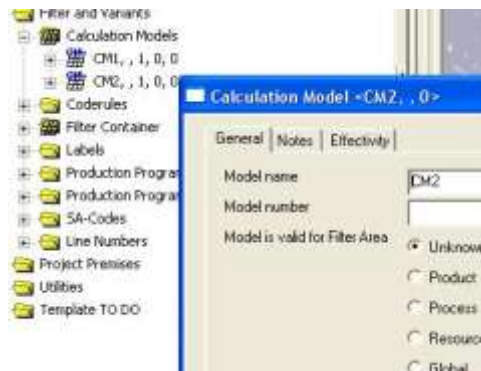 Filter and Variants
Calculation Models
CM1, , 1, 0, 0
CM2, , 1, 0, 0
Coderules
Filter Container
Labels
Production Progra
Production Progra
SA-Codes
Line Numbers
Project Premises
Utilities
Template TO DO
Calculation Model <CM2, , 0>
General Notes Effectivity
Model name CM2
Model number
Model is valid for Filter Area
Unknow
Product
Process
Resourc
Global